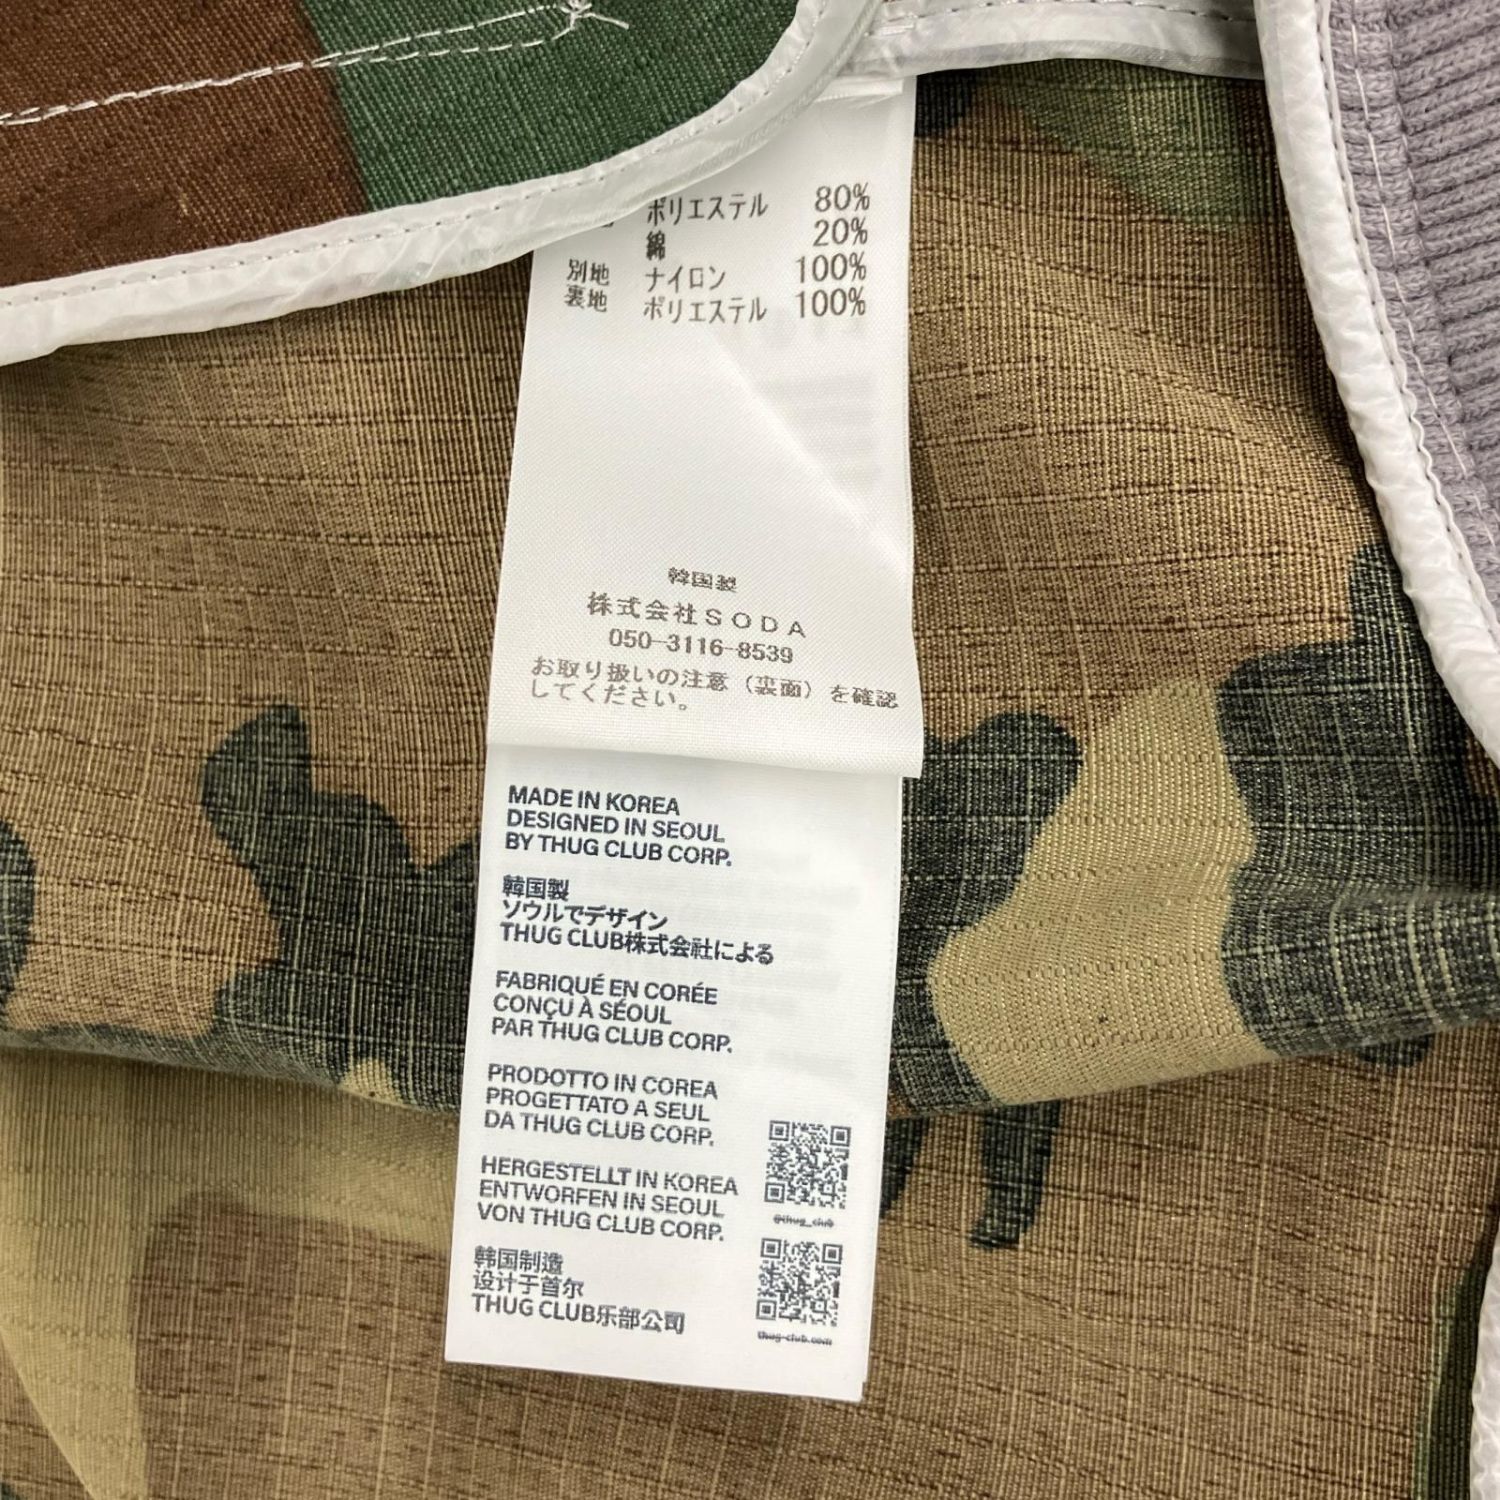 ポリエステル 80%
綿 20%
別地 ナイロン 100%
裏地 ポリエステル 100%
韓国製
株式会社SODA
050-3116-8539
お取り扱いの注意（裏面）を確認
してください。
MADE IN KOREA
DESIGNED IN SEOUL
BY THUG CLUB CORP.
韓国製
ソウルでデザイン
THUG CLUB株式会社による
FABRIQUÉ EN CORÉE
CONÇU À SÉOUL
PAR THUG CLUB CORP.
PRODOTTO IN COREA
PROGETTATO A SEUL
DA THUG CLUB CORP.
HERGESTELLT IN KOREA
ENTWORFEN IN SEOUL
VON THUG CLUB CORP.
@thug_club
韩国制造
设计于首尔
THUG CLUB乐部公司
thug-club.com